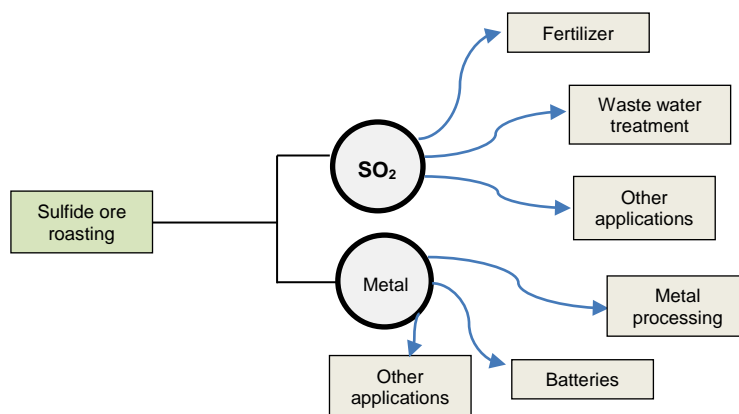 Fertilizer
Waste water
treatment
SO₂
Other
applications
Sulfide ore
roasting
Metal
Metal
processing
Other
applications
Batteries